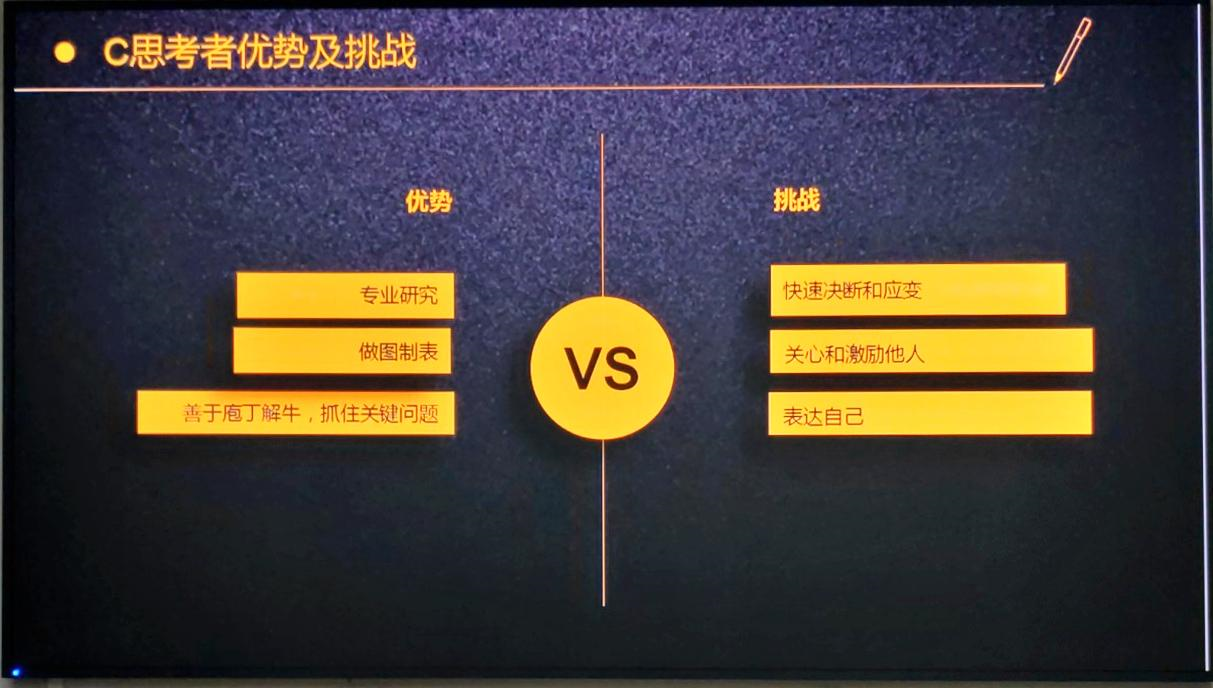 C思考者优势及挑战
优势
专业研究
做图制表
善于庖丁解牛，抓住关键问题
VS
挑战
快速决断和应变
关心和激励他人
表达自己